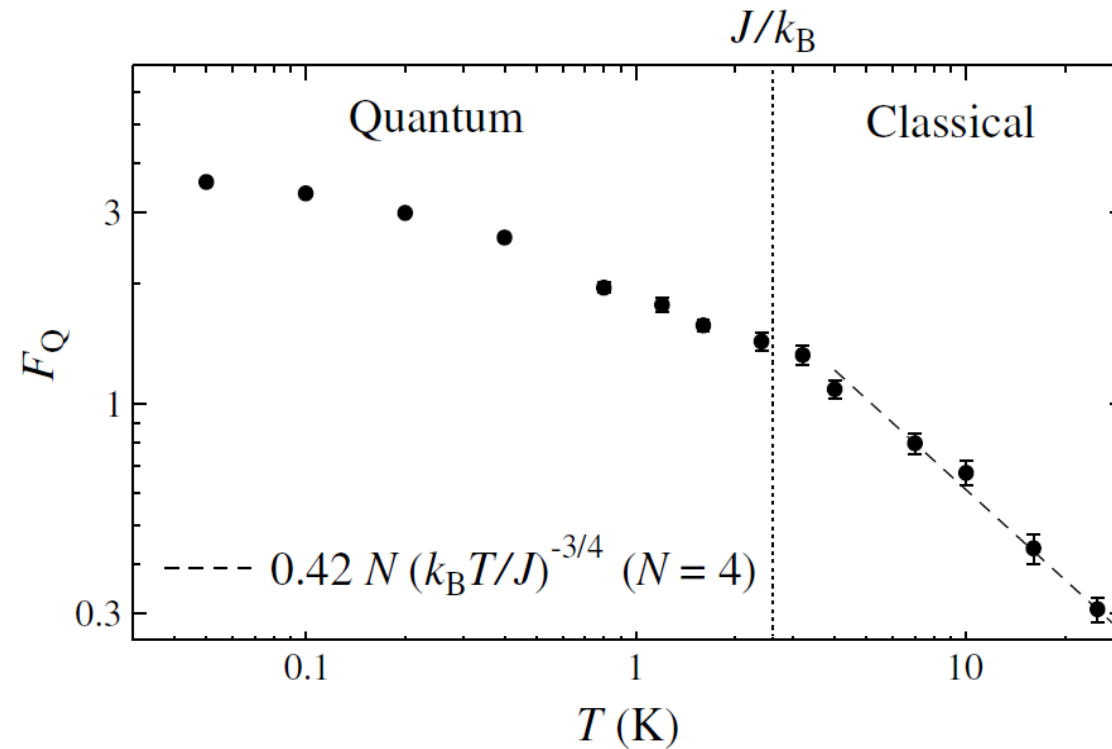 J/kB
Quantum
Classical
3
1
0.3
FQ
0.42 N (kBT/J)-3/4 (N = 4)
0.1
1
10
T (K)